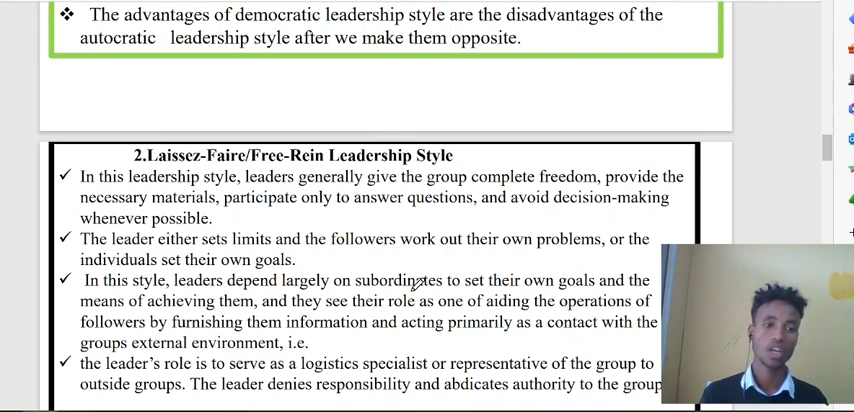 ❖ The advantages of democratic leadership style are the disadvantages of the
autocratic leadership style after we make them opposite.
2.Laissez-Faire/Free-Rein Leadership Style
✓ In this leadership style, leaders generally give the group complete freedom, provide the
necessary materials, participate only to answer questions, and avoid decision-making
whenever possible.
✓ The leader either sets limits and the followers work out their own problems, or the
individuals set their own goals.
✓ In this style, leaders depend largely on subordinates to set their own goals and the
means of achieving them, and they see their role as one of aiding the operations of
followers by furnishing them information and acting primarily as a contact with the
groups external environment, i.e.
✓ the leader's role is to serve as a logistics specialist or representative of the group to
outside groups. The leader denies responsibility and abdicates authority to the group